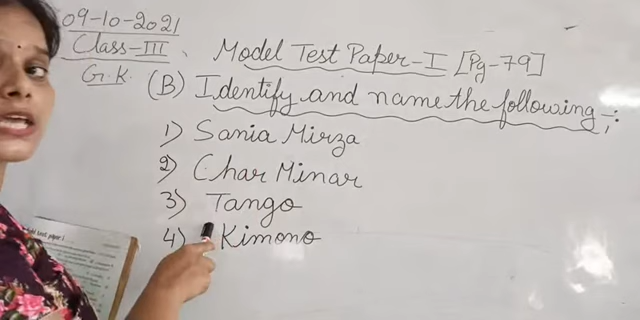 09-10-2021
Class-III
G.K.
Model Test Paper-I [Pg-79]
(B) Identify and name the following -:
1) Sania Mirza
2) Char Minar
3) Tango
4) Kimono